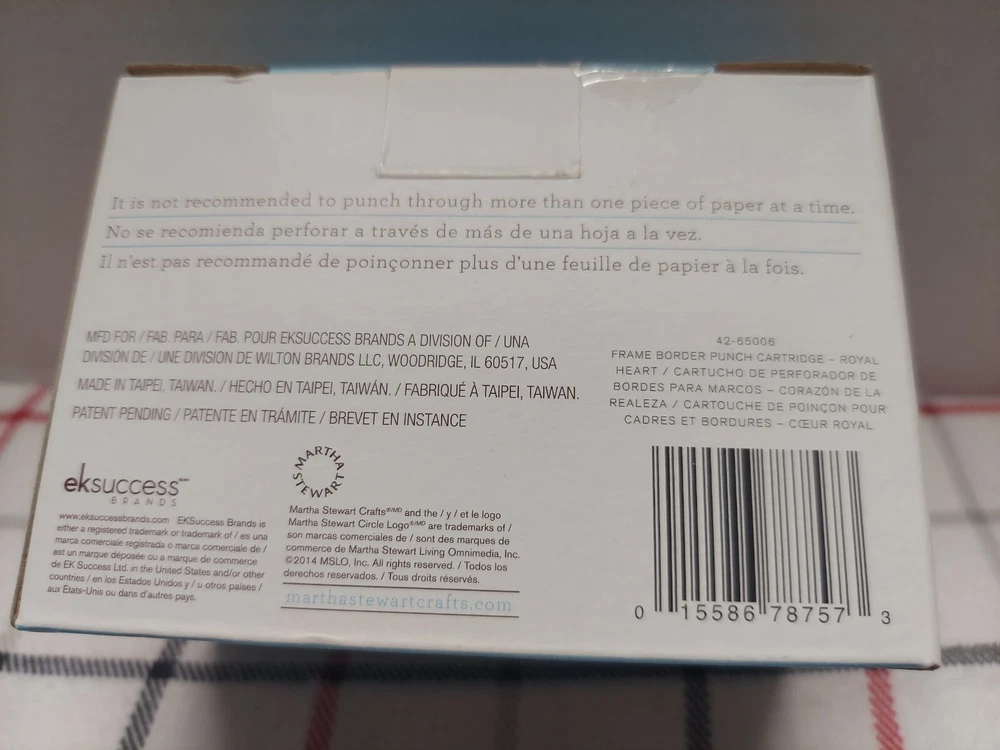 It is not recommended to punch through more than one piece of paper at a time.
No se recomienda perforar a través de más de una hoja a la vez.
Il n'est pas recommandé de poinçonner plus d'une feuille de papier à la fois.
MFD FOR / FAB. PARA / FAB. POUR EKSUCCESS BRANDS A DIVISION OF / UNA
DIVISIÓN DE / UNE DIVISION DE WILTON BRANDS LLC, WOODRIDGE, IL 60517, USA
MADE IN TAIPEI, TAIWAN. / HECHO EN TAIPEI, TAIWÁN. / FABRIQUÉ À TAIPEI, TAIWAN.
PATENT PENDING / PATENTE EN TRÁMITE / BREVET EN INSTANCE
42-65006
FRAME BORDER PUNCH CARTRIDGE – ROYAL
HEART / CARTUCHO DE PERFORADOR DE
BORDES PARA MARCOS – CORAZÓN DE LA
REALEZA / CARTOUCHE DE POINÇON POUR
CADRES ET BORDURES – CŒUR ROYAL
eksuccess
BRANDS
www.eksuccessbrands.com EKSuccess Brands is
either a registered trademark or trademark of / es una
marca comerciale registrada o marca comerciale de /
est un marque déposée ou a marque de commerce
de EK Success Ltd. in the United States and/or other
countries / en los Estados Unidos y / u otros países /
aux États-Unis ou dans d'autres pays.
MARTHA
STEWART
Martha Stewart Crafts®/MD and the / y / et le logo
Martha Stewart Circle Logo®/MD are trademarks of /
son marcas comerciales de / sont des marques de
commerce de Martha Stewart Living Omnimedia, Inc.
©2014 MSLO, Inc. All rights reserved. / Todos los
derechos reservados. / Tous droits réservés.
marthastewartcrafts.com
0 15586 78757 3